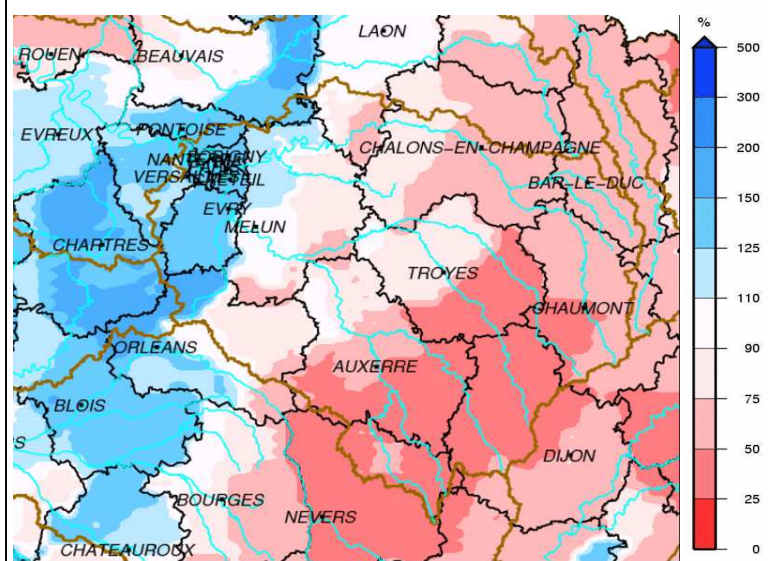 %
LAON
ROUEN
BEAUVAIS
500
300
EVREUX
PONTOISE
200
CHALONS-EN-CHAMPAGNE
BAR-LE-DUC
150
EVRY
MELUN
CHARTRES
125
TROYES
110
CHAUMONT
ORLEANS
90
AUXERRE
75
BLOIS
RS
50
DIJON
BOURGES
25
NEVERS
CHATEAUROUX
0